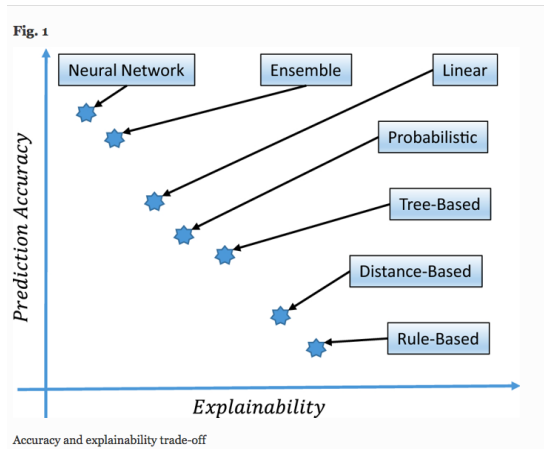 Fig. 1
Neural Network
Ensemble
Linear
Probabilistic
Tree-Based
Distance-Based
Rule-Based
Prediction Accuracy
Explainability
Accuracy and explainability trade-off